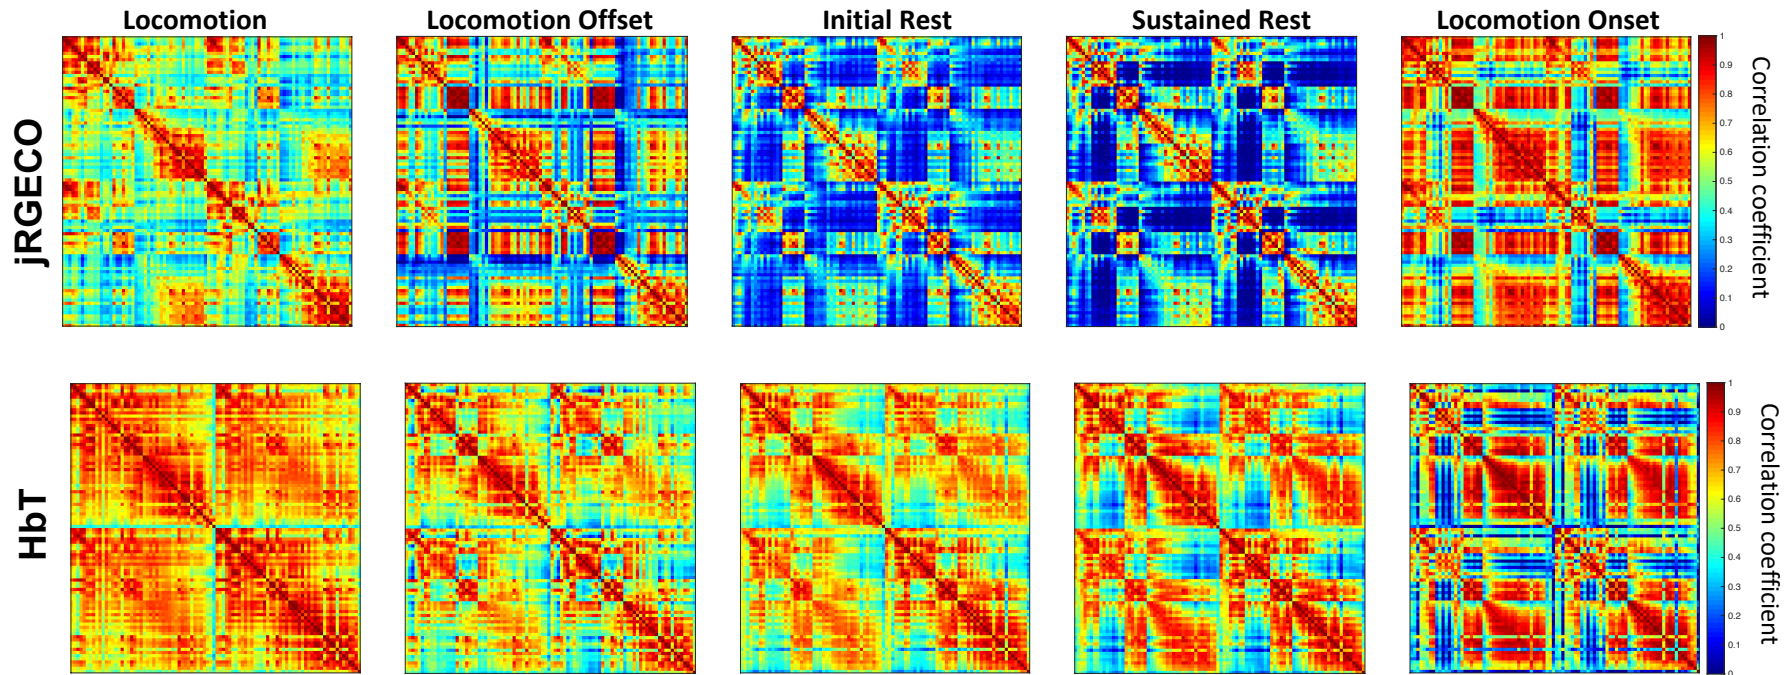 Locomotion
Locomotion Offset
Initial Rest
Sustained Rest
Locomotion Onset
jRGECO
1
0.9
0.8
0.7
0.6
0.5
0.4
0.3
0.2
0.1
0
Correlation coefficient
HbT
1
0.9
0.8
0.7
0.6
0.5
0.4
0.3
0.2
0.1
0
Correlation coefficient